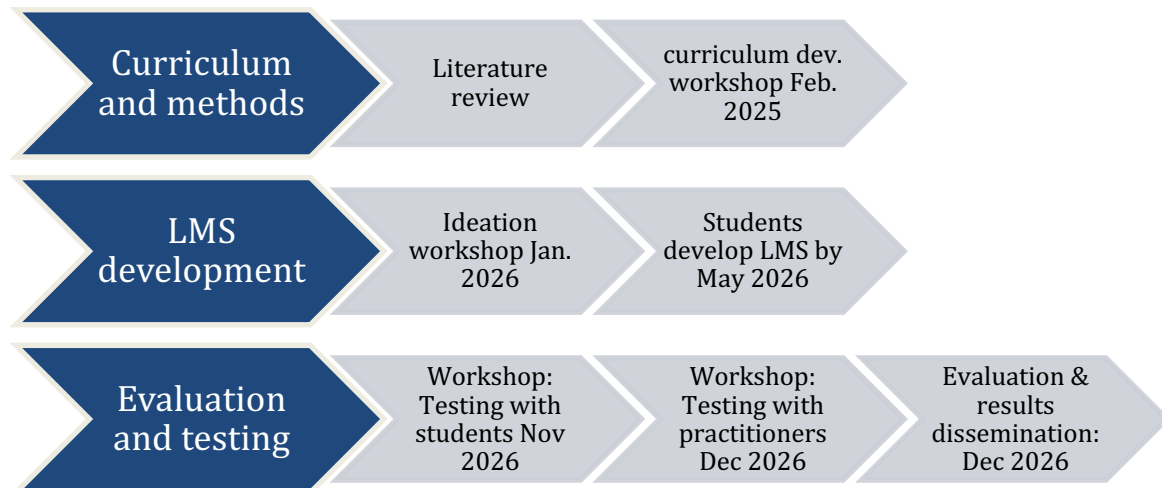 Curriculum
and methods
Literature
review
curriculum dev.
workshop Feb.
2025
LMS
development
Ideation
workshop Jan.
2026
Students
develop LMS by
May 2026
Evaluation
and testing
Workshop:
Testing with
students Nov
2026
Workshop:
Testing with
practitioners
Dec 2026
Evaluation &
results
dissemination:
Dec 2026